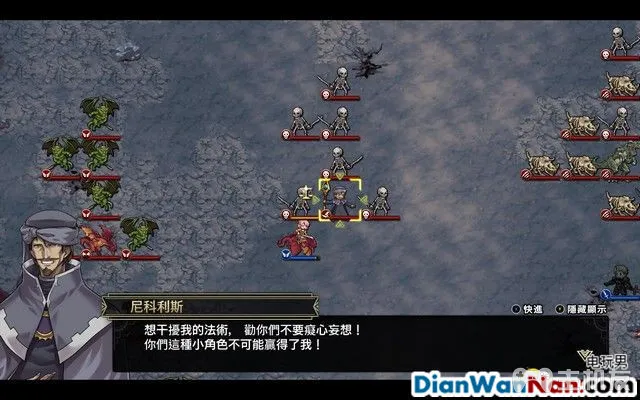 尼科利斯
快進
隱藏顯示
想干擾我的法術，勸你們不要癡心妄想！
你們這種小角色不可能贏得了我！
电玩男
DianWanNan.com